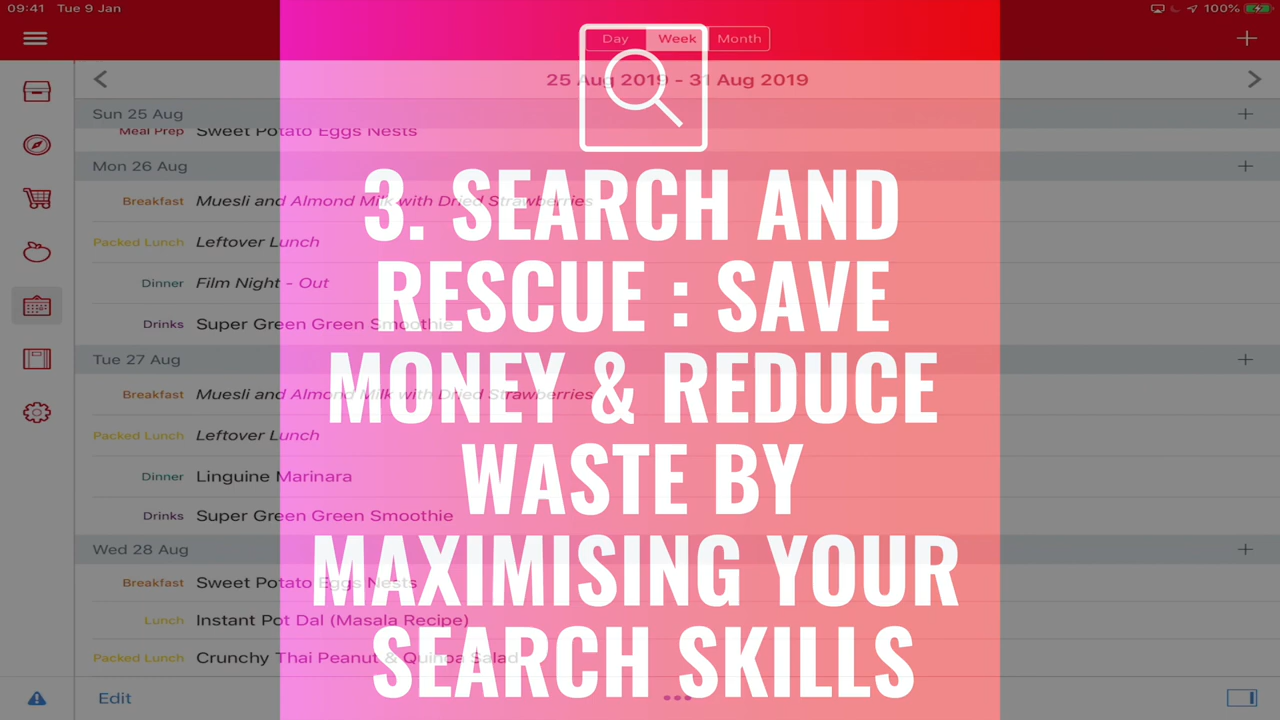 09:41 Tue 9 Jan
100%
Day Week Month
25 Aug 2019 - 31 Aug 2019
Sun 25 Aug
Meal Prep Sweet Potato Eggs Nests
Mon 26 Aug
Breakfast Muesli and Almond Milk with Dried Strawberries
Packed Lunch Leftover Lunch
Dinner Film Night - Out
Drinks Super Green Green Smoothie
Tue 27 Aug
Breakfast Muesli and Almond Milk with Dried Strawberries
Packed Lunch Leftover Lunch
Dinner Linguine Marinara
Drinks Super Green Green Smoothie
Wed 28 Aug
Breakfast Sweet Potato Eggs Nests
Lunch Instant Pot Dal (Masala Recipe)
Packed Lunch Crunchy Thai Peanut & Quinoa Salad
Edit
3. SEARCH AND
RESCUE : SAVE
MONEY & REDUCE
WASTE BY
MAXIMISING YOUR
SEARCH SKILLS